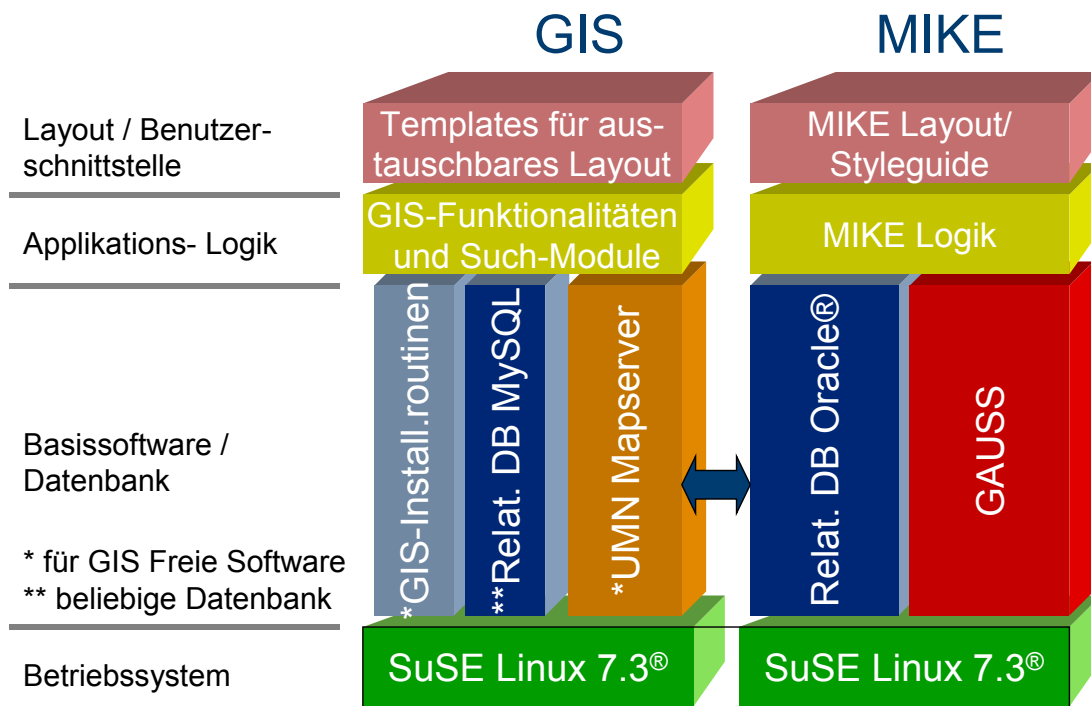 GIS
MIKE
Layout / Benutzer-
schnittstelle
Templates für aus-
tauschbares Layout
MIKE Layout/
Styleguide
Applikations- Logik
GIS-Funktionalitäten
und Such-Module
MIKE Logik
Basissoftware /
Datenbank
* für GIS Freie Software
** beliebige Datenbank
*GIS-Install.routinen
**Relat. DB MySQL
*UMN Mapserver
Relat. DB Oracle®
GAUSS
Betriebssystem
SuSE Linux 7.3®
SuSE Linux 7.3®